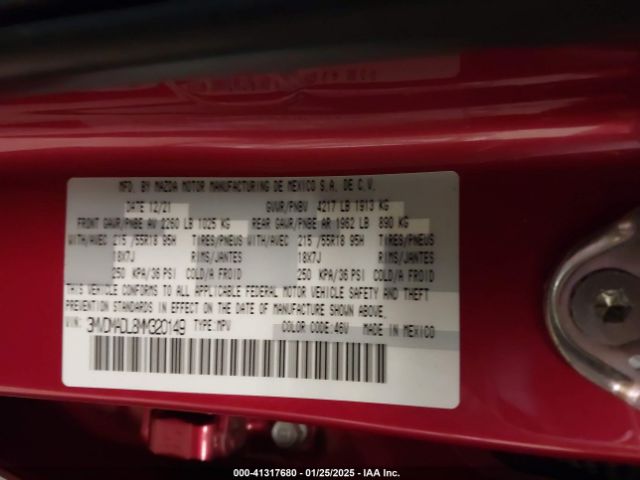 MFD. BY MAZDA MOTOR MANUFACTURING DE MEXICO S.A. DE C.V.
DATE 12/21 GVWR/PNBV 4217 LB 1913 KG
FRONT GAWR/PNBE AV 2260 LB 1025 KG REAR GAWR/PNBE AR 1962 LB 890 KG
WITH/AVEC 215 /55R18 95H TIRES/PNEUS WITH/AVEC 215 /55R18 95H TIRES/PNEUS
18X7J RIMS/JANTES 18X7J RIMS/JANTES
250 KPA/36 PSI COLD/A FROID 250 KPA/36 PSI COLD/A FROID
THIS VEHICLE CONFORMS TO ALL APPLICABLE FEDERAL MOTOR VEHICLE SAFETY AND THEFT
PREVENTION STANDARDS IN EFFECT ON THE DATE OF MANUFACTURE SHOWN ABOVE.
VIN: 3MVDMADL8MM320149 TYPE:MPV COLOR CODE:46V MADE IN MEXICO
000-41317680 - 01/25/2025 - IAA Inc.